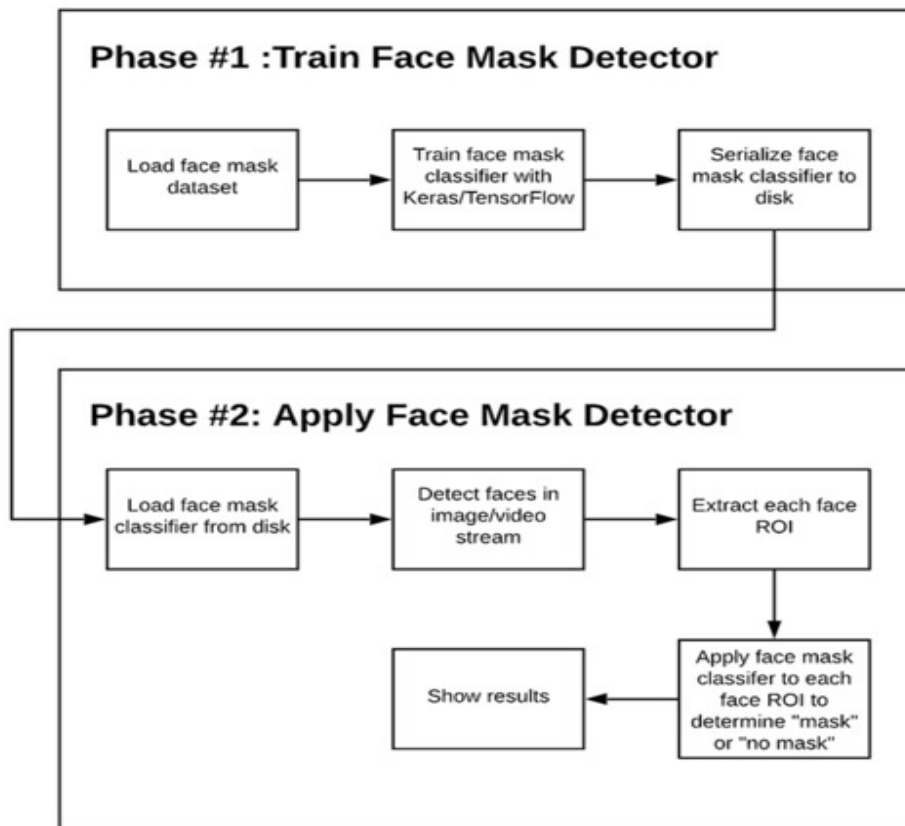 Phase #1 :Train Face Mask Detector
Load face mask
dataset
Train face mask
classifier with
Keras/TensorFlow
Serialize face
mask classifier to
disk
Phase #2: Apply Face Mask Detector
Load face mask
classifier from disk
Detect faces in
image/video
stream
Extract each face
ROI
Apply face mask
classifer to each
face ROI to
determine "mask"
or "no mask"
Show results